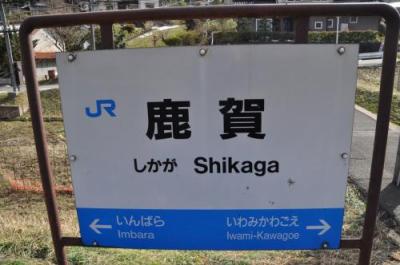 JR
鹿賀
しかが Shikaga
いんばら いわみかわごえ
Imbara Iwami-Kawagoe